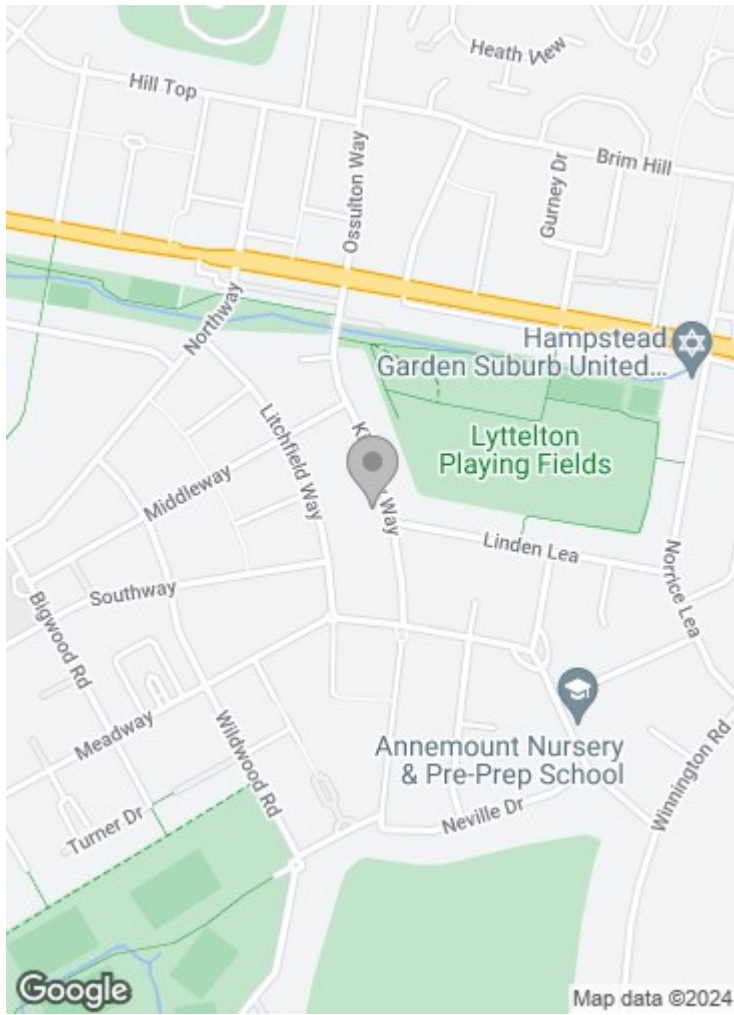 Heath View
Hill Top
Ossulton Way
Brim Hill
Gurney Dr
Northway
Hampstead
Garden Suburb United...
Litchfield Way
Lyttelton
Playing Fields
Middleway
Way
Linden Lea
Southway
Norrice Lea
Bigwood Rd
Meadway
Wildwood Rd
Annemount Nursery
& Pre-Prep School
Winnington Rd
Turner Dr
Neville Dr
Google
Map data ©2024